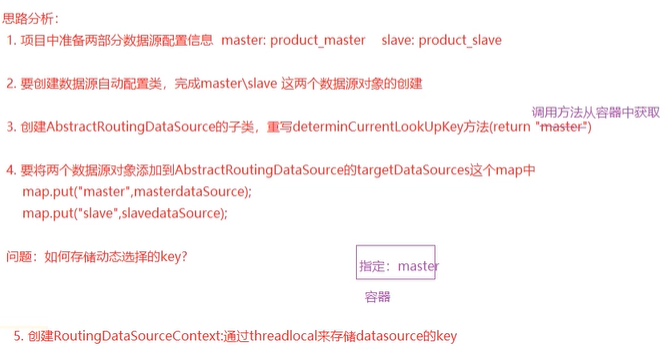 思路分析：
1. 项目中准备两部分数据源配置信息 master: product_master slave: product_slave
2. 要创建数据源自动配置类，完成master\slave 这两个数据源对象的创建
调用方法从容器中获取
3. 创建AbstractRoutingDataSource的子类，重写determinCurrentLookUpKey方法(return "master")
4. 要将两个数据源对象添加到AbstractRoutingDataSource的targetDataSources这个map中
map.put("master",masterdataSource);
map.put("slave",slavedataSource);
问题：如何存储动态选择的key?
指定：master
容器
5. 创建RoutingDataSourceContext:通过threadlocal来存储datasource的key